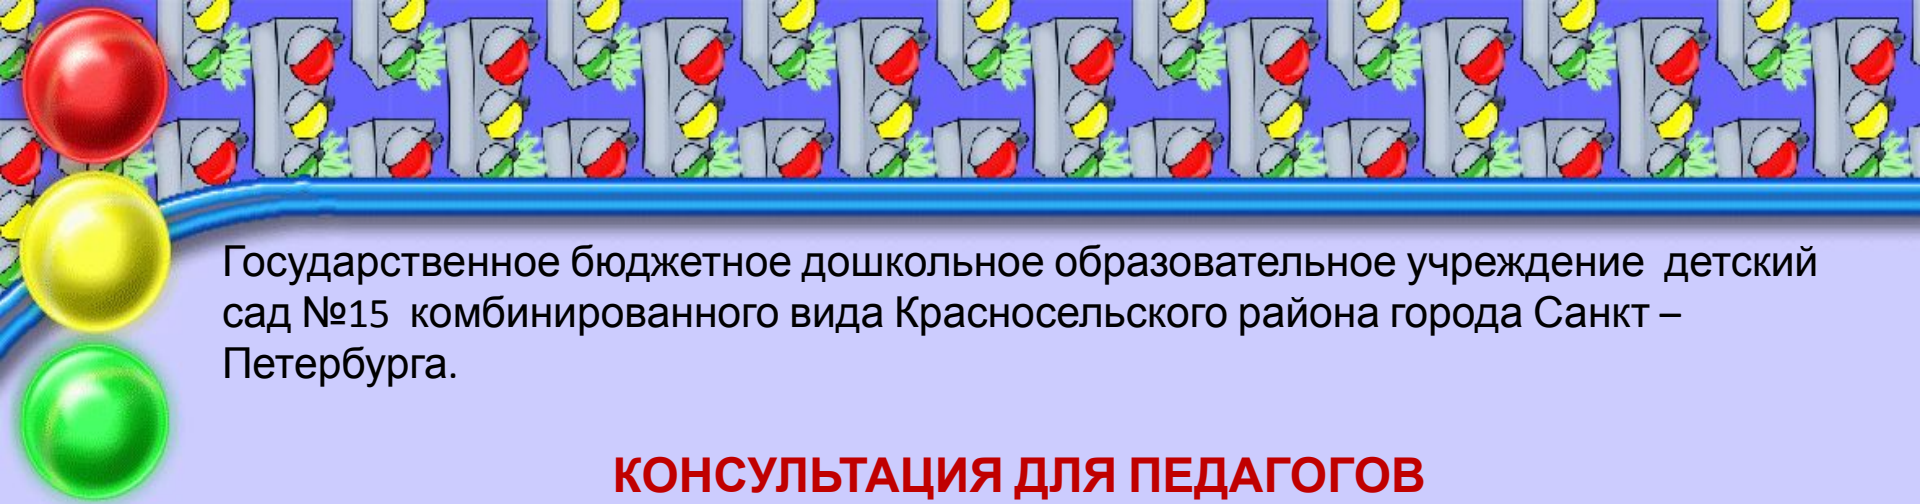 Государственное бюджетное дошкольное образовательное учреждение детский
сад №15 комбинированного вида Красносельского района города Санкт –
Петербурга.
КОНСУЛЬТАЦИЯ ДЛЯ ПЕДАГОГОВ